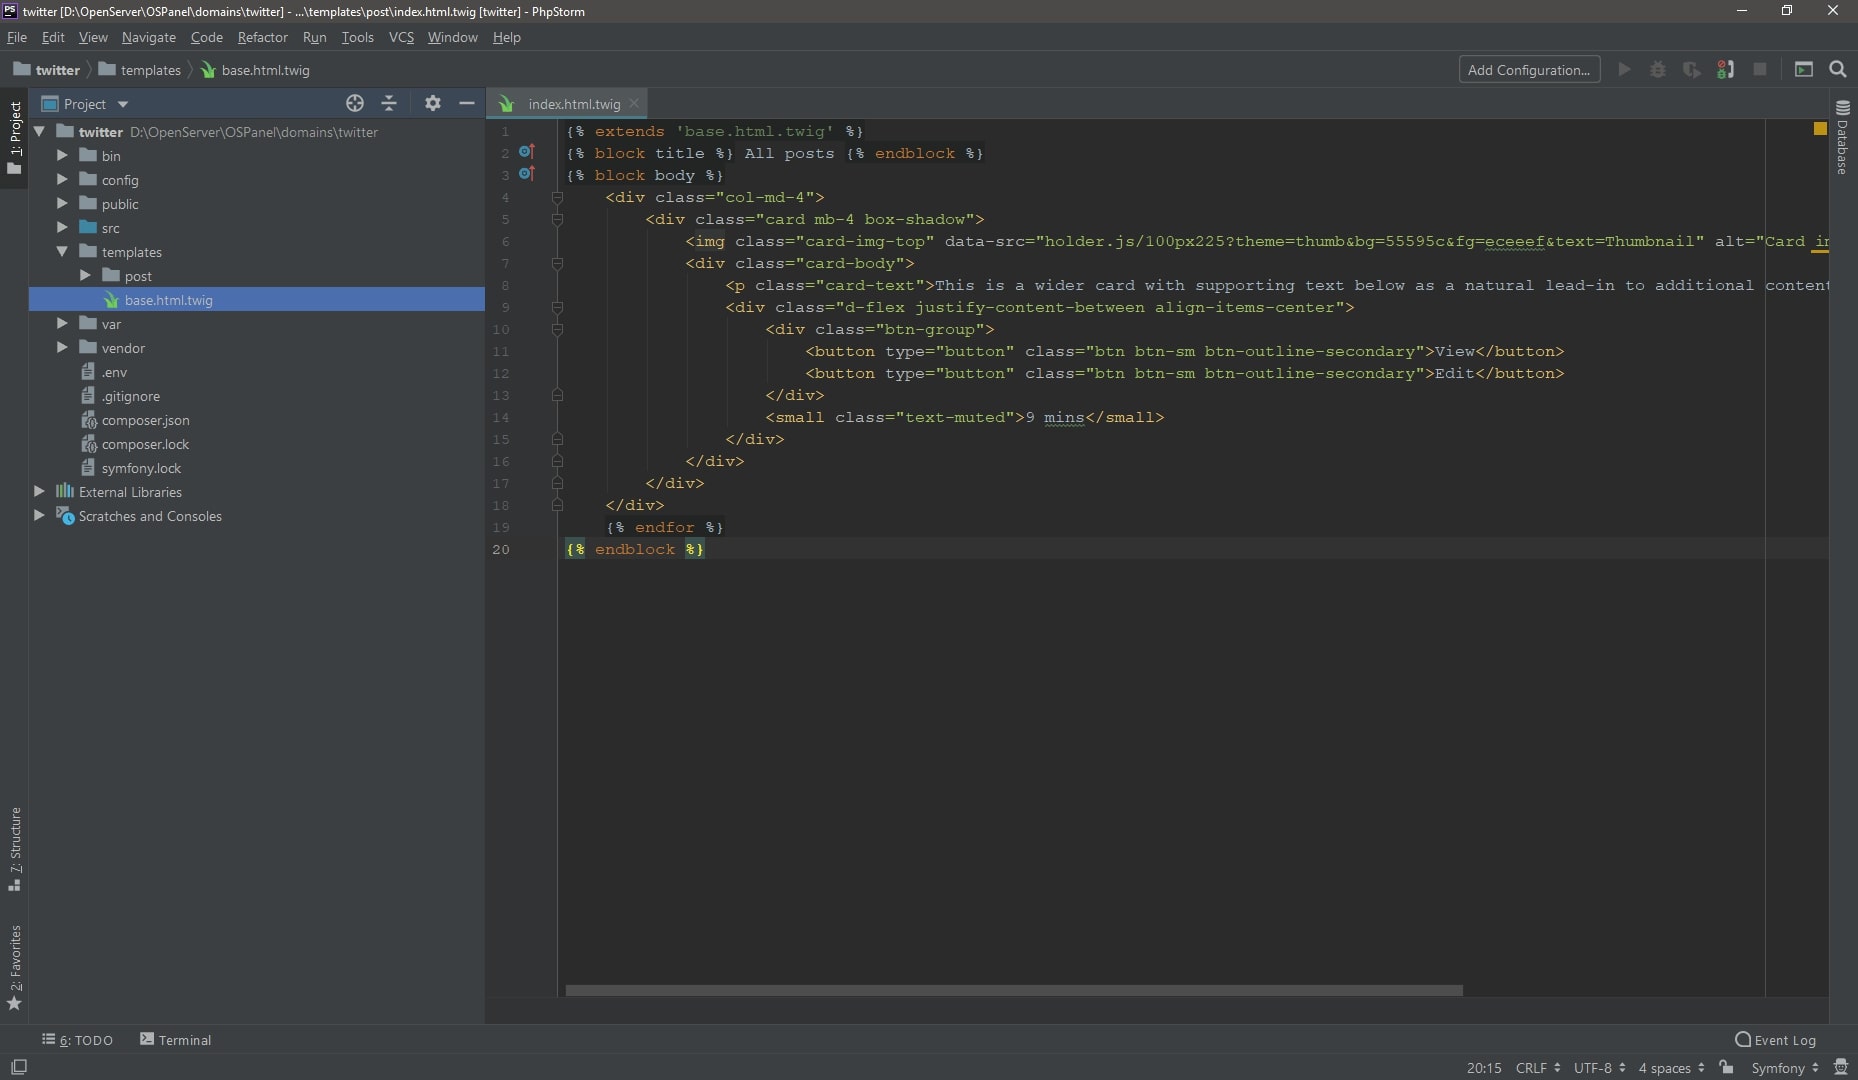 twitter [D:\OpenServer\OSPanel\domains\twitter] - ...\templates\post\index.html.twig [twitter] - PhpStorm
File Edit View Navigate Code Refactor Run Tools VCS Window Help
twitter templates base.html.twig Add Configuration...
1: Project
Project
twitter D:\OpenServer\OSPanel\domains\twitter
bin
config
public
src
templates
post
base.html.twig
var
vendor
.env
.gitignore
composer.json
composer.lock
symfony.lock
External Libraries
Scratches and Consoles
7: Structure
2: Favorites
index.html.twig
1 {% extends 'base.html.twig' %}
2 {% block title %} All posts {% endblock %}
3 {% block body %}
4 <div class="col-md-4">
5 <div class="card mb-4 box-shadow">
6 <img class="card-img-top" data-src="holder.js/100px225?theme=thumb&bg=55595c&fg=eceeef&text=Thumbnail" alt="Card
7 <div class="card-body">
8 <p class="card-text">This is a wider card with supporting text below as a natural lead-in to additional content
9 <div class="d-flex justify-content-between align-items-center">
10 <div class="btn-group">
11 <button type="button" class="btn btn-sm btn-outline-secondary">View</button>
12 <button type="button" class="btn btn-sm btn-outline-secondary">Edit</button>
13 </div>
14 <small class="text-muted">9 mins</small>
15 </div>
16 </div>
17 </div>
18 </div>
19 {% endfor %}
20 {% endblock %}
Database
6: TODO Terminal Event Log
20:15 CRLF UTF-8 4 spaces Symfony